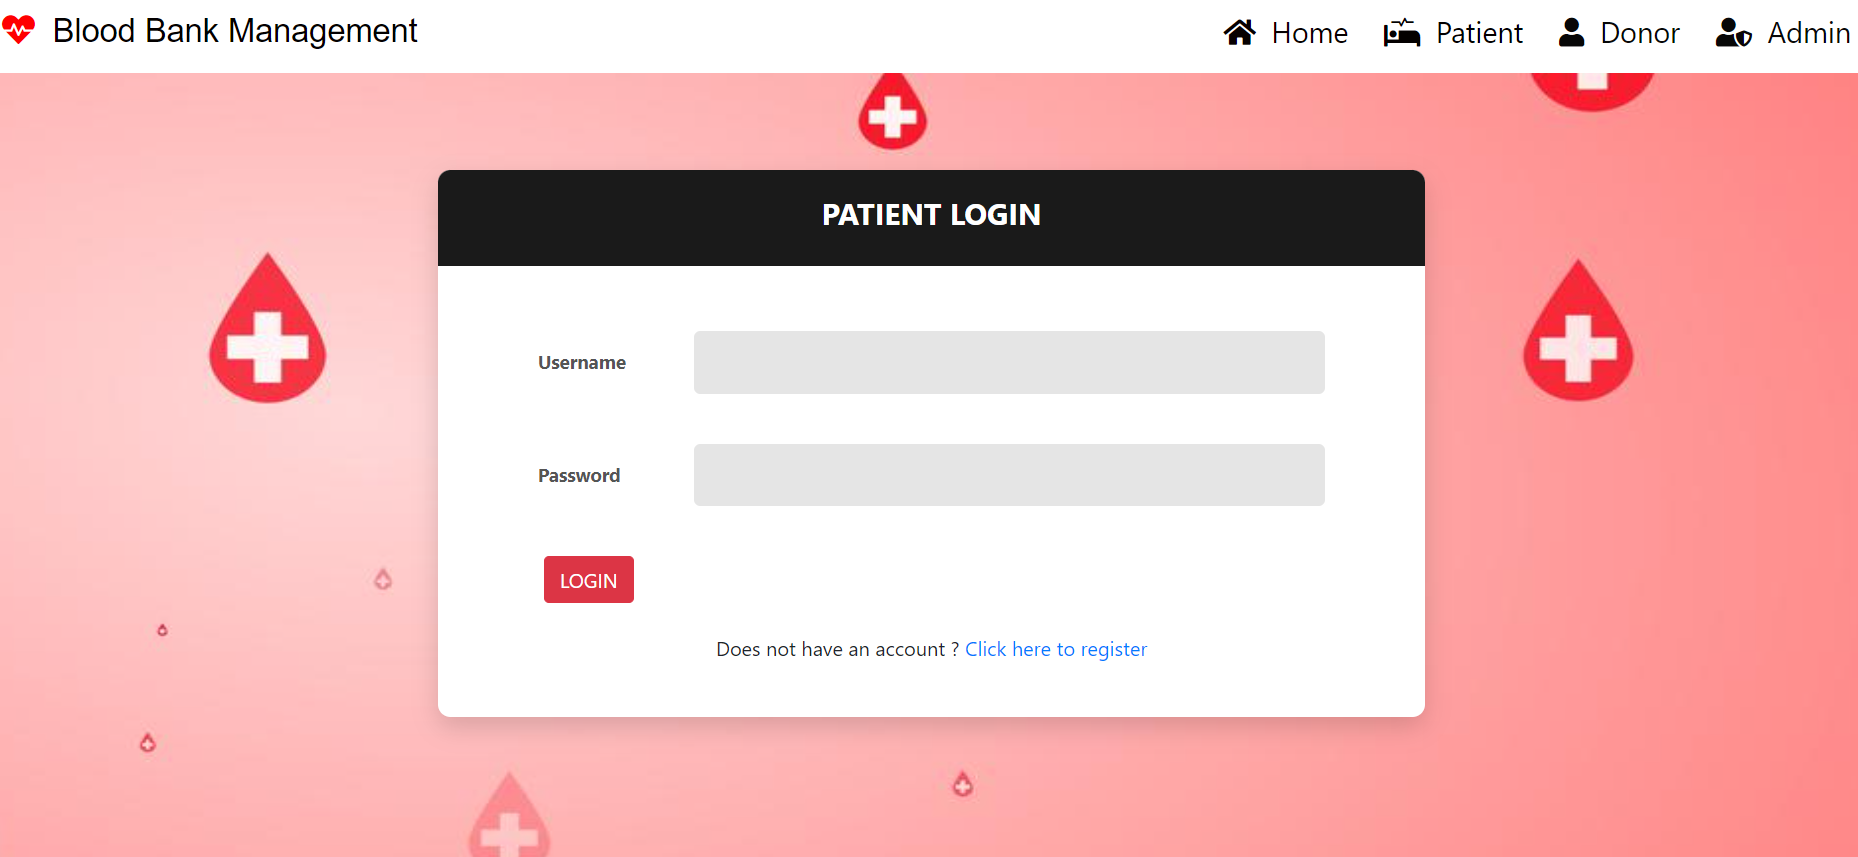 Blood Bank Management
Home Patient Donor Admin
PATIENT LOGIN
Username
Password
LOGIN
Does not have an account ? Click here to register